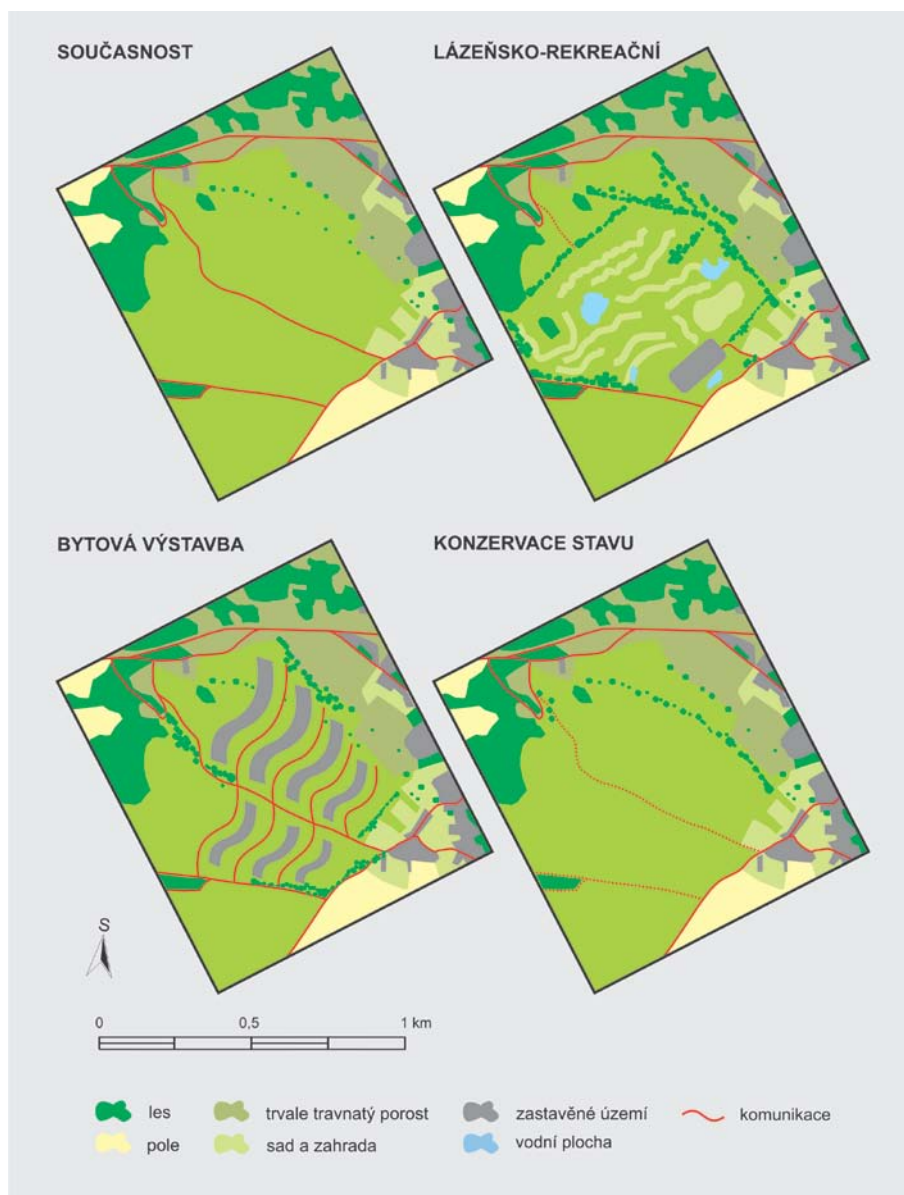 SOUČASNOST
LÁZEŇSKO-REKREAČNÍ
BYTOVÁ VÝSTAVBA
KONZERVACE STAVU
S
0 0,5 1 km
les trvale travnatý porost zastavěné území komunikace
pole sad a zahrada vodní plocha